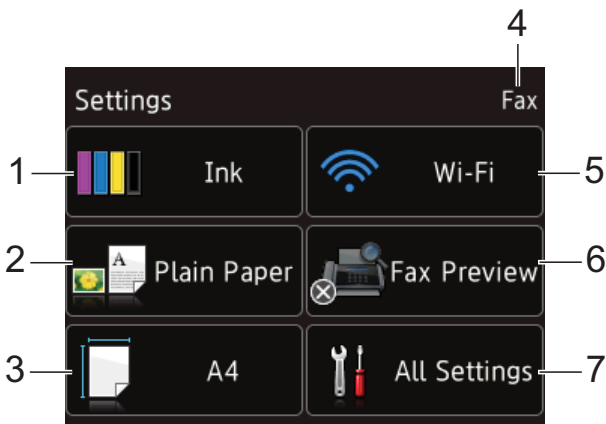 4
Settings Fax
1 Ink Wi-Fi 5
2 A Plain Paper Fax Preview 6
3 A4 All Settings 7